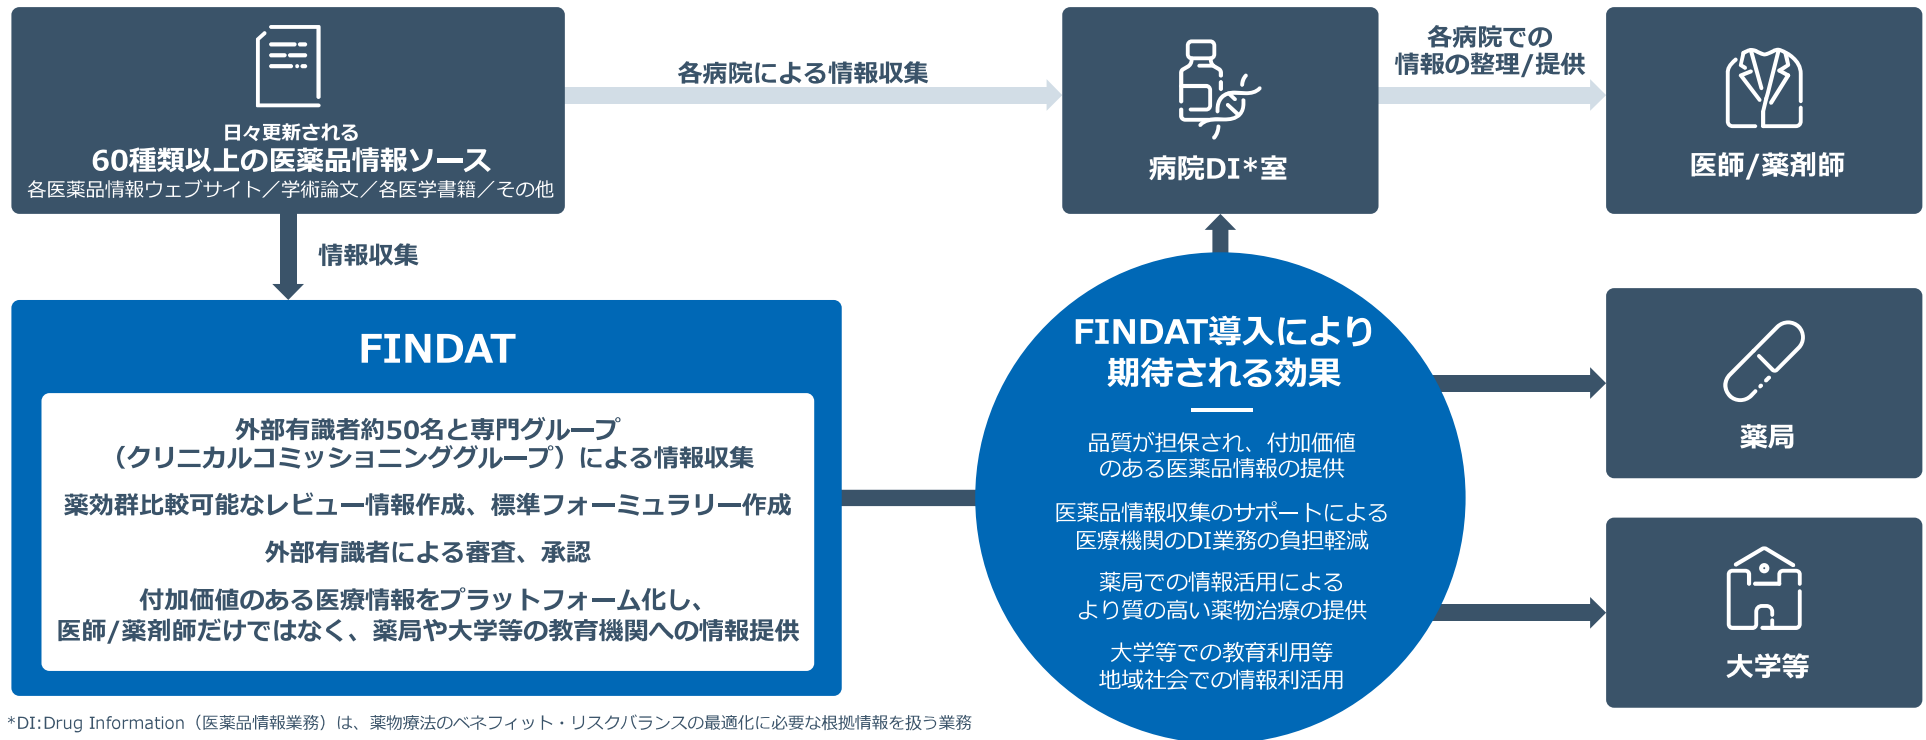 日々更新される
60種類以上の医薬品情報ソース
各医薬品情報ウェブサイト／学術論文／各医学書籍／その他
各病院による情報収集
病院DI*室
各病院での
情報の整理/提供
医師/薬剤師
情報収集
FINDAT
外部有識者約50名と専門グループ
（クリニカルコミッショニンググループ）による情報収集
薬効群比較可能なレビュー情報作成、標準フォーミュラリー作成
外部有識者による審査、承認
付加価値のある医療情報をプラットフォーム化し、
医師/薬剤師だけではなく、薬局や大学等の教育機関への情報提供
FINDAT導入により
期待される効果
品質が担保され、付加価値
のある医薬品情報の提供
医薬品情報収集のサポートによる
医療機関のDI業務の負担軽減
薬局での情報活用による
より質の高い薬物治療の提供
大学等での教育利用等
地域社会での情報利活用
薬局
大学等
*DI:Drug Information（医薬品情報業務）は、薬物療法のベネフィット・リスクバランスの最適化に必要な根拠情報を扱う業務